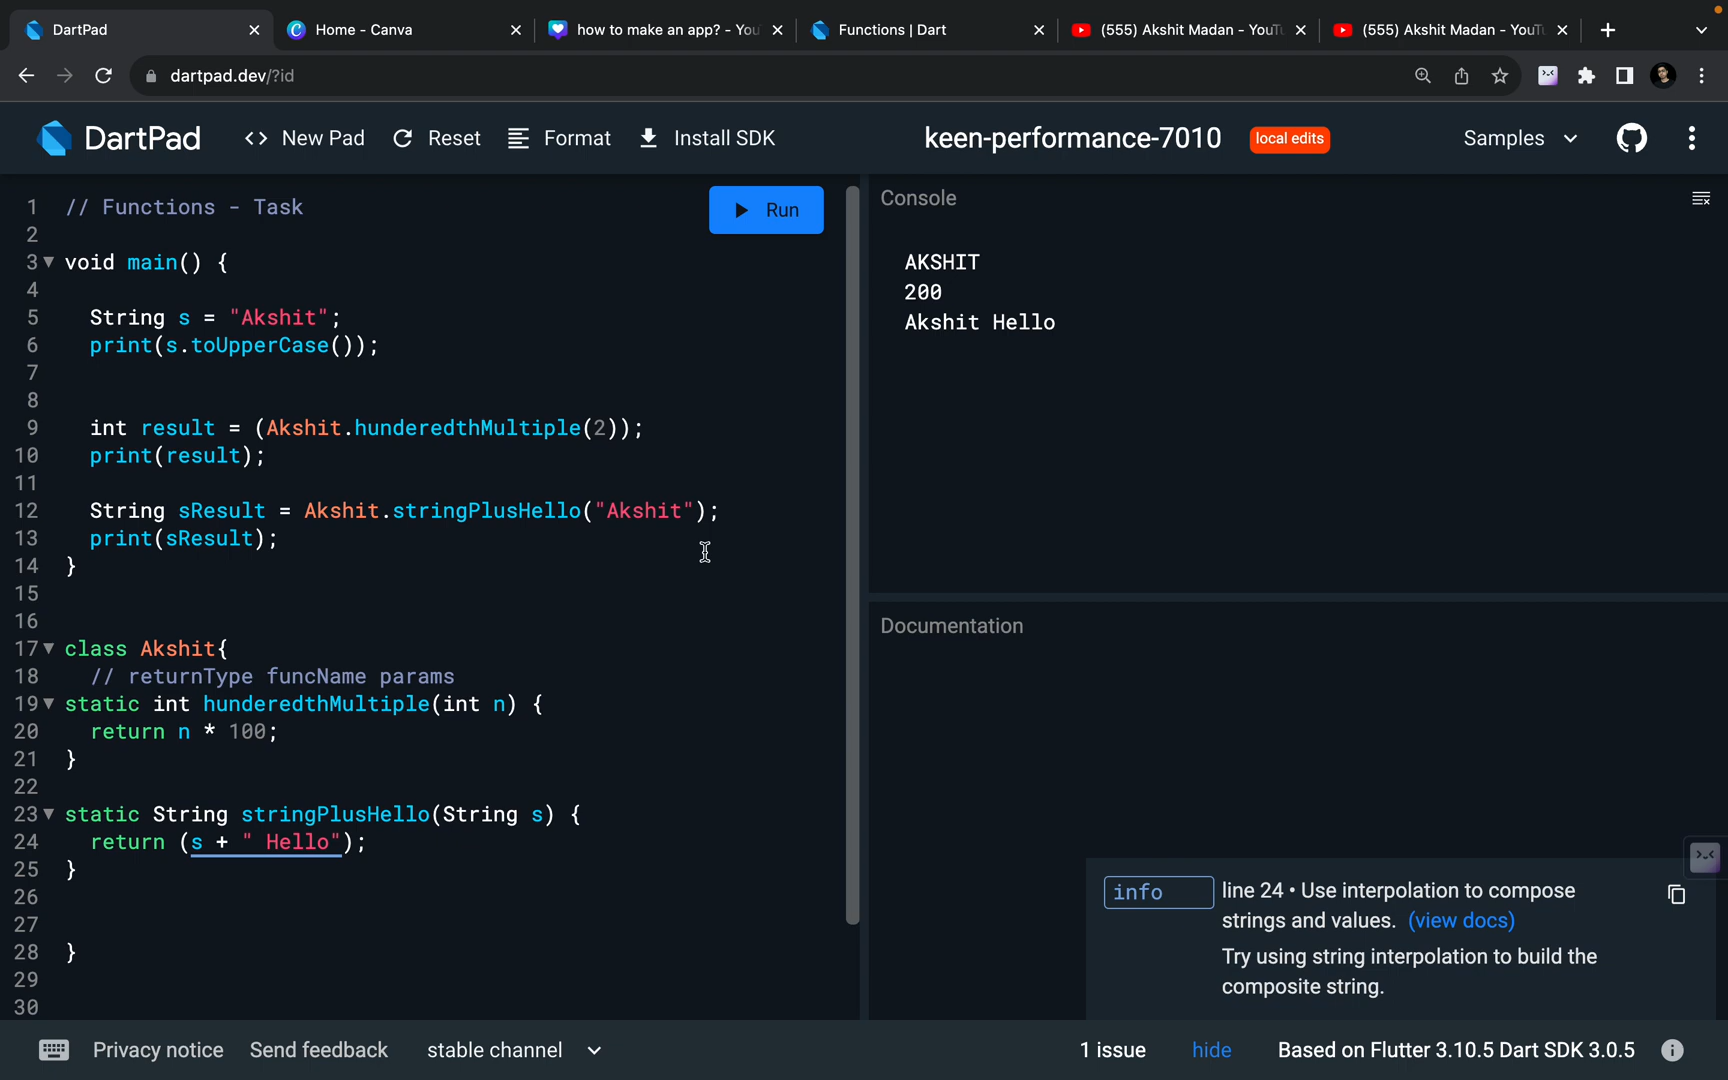 DartPad
Home - Canva
how to make an app? - You
Functions | Dart
(555) Akshit Madan - YouTu
(555) Akshit Madan - YouTu
dartpad.dev/?id
DartPad
<> New Pad
Reset
Format
Install SDK
keen-performance-7010
local edits
Samples
1 // Functions - Task
2
3 void main() {
4
5 String s = "Akshit";
6 print(s.toUpperCase());
7
8
9 int result = (Akshit.hunderedthMultiple(2));
10 print(result);
11
12 String sResult = Akshit.stringPlusHello("Akshit");
13 print(sResult);
14 }
15
16
17 class Akshit{
18 // returnType funcName params
19 static int hunderedthMultiple(int n) {
20 return n * 100;
21 }
22
23 static String stringPlusHello(String s) {
24 return (s + " Hello");
25 }
26
27
28 }
29
30
Run
Console
AKSHIT
200
Akshit Hello
Documentation
info
line 24 • Use interpolation to compose
strings and values. (view docs)
Try using string interpolation to build the
composite string.
Privacy notice
Send feedback
stable channel
1 issue
hide
Based on Flutter 3.10.5 Dart SDK 3.0.5